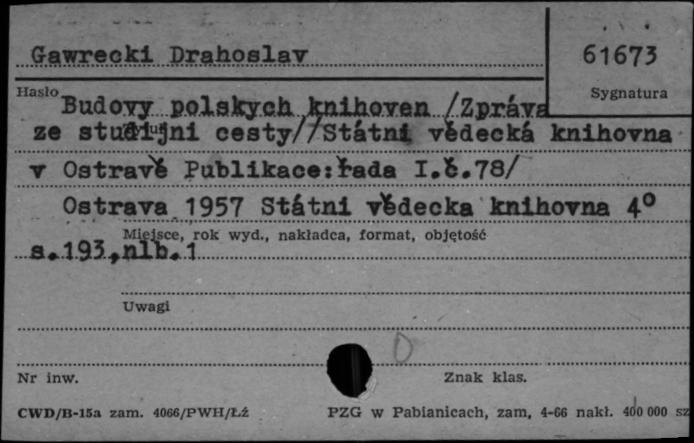 Gawrecki Drahoslav
61673
Hasło
Sygnatura
Budovy polskych knihoven /Zpráva
ze studijni cesty//Státni vědecká knihovna
v Ostravě Publikace:řada I.č.78/
Ostrava 1957 Státni vědecka knihovna 4°
Miejsce, rok wyd., nakładca, format, objętość
s.193,nlb.1
Uwagi
Nr inw.
Znak klas.
CWD/B-15a zam. 4066/PWH/Łź
PZG w Pabianicach, zam, 4-66 nakł. 400 000 sz